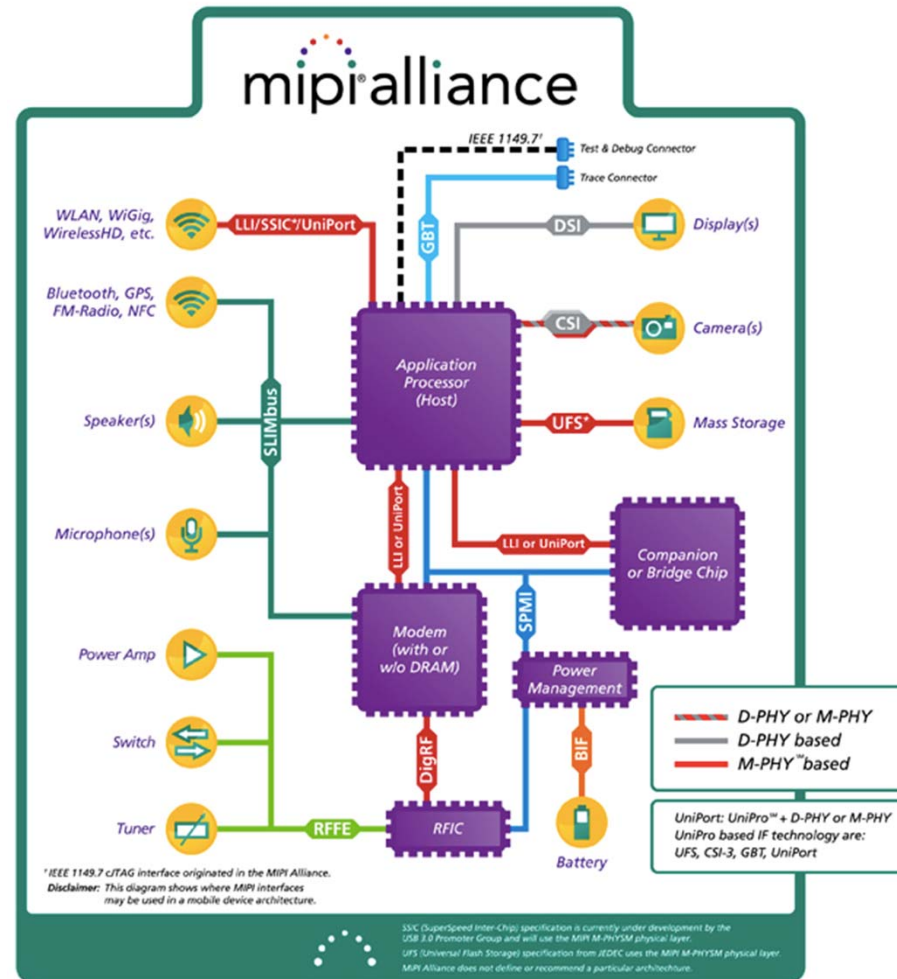 mipi® alliance
IEEE 1149.7†
Test & Debug Connector
Trace Connector
WLAN, WiGig,
WirelessHD, etc.
LLI/SSIC*/UniPort
GBT
DSI
Display(s)
Bluetooth, GPS,
FM-Radio, NFC
CSI
Camera(s)
Application
Processor
(Host)
Speaker(s)
SLIMbus
UFS*
Mass Storage
Microphone(s)
LLI or UniPort
LLI or UniPort
Companion
or Bridge Chip
SPMI
Modem
(with or
w/o DRAM)
Power Amp
Power
Management
Switch
DigRF
BIF
Tuner
RFFE
RFIC
Battery
D-PHY or M-PHY
D-PHY based
M-PHY℠based
UniPort: UniPro℠ + D-PHY or M-PHY
UniPro based IF technology are:
UFS, CSI-3, GBT, UniPort
† IEEE 1149.7 cJTAG interface originated in the MIPI Alliance.
Disclaimer: This diagram shows where MIPI interfaces
may be used in a mobile device architecture.
SSIC (SuperSpeed Inter-Chip) specification is currently under development by the
USB 3.0 Promoter Group and will use the MIPI M-PHYSM physical layer.
UFS (Universal Flash Storage) specification from JEDEC uses the MIPI M-PHYSM physical layer.
MIPI Alliance does not define or recommend a particular architechture.